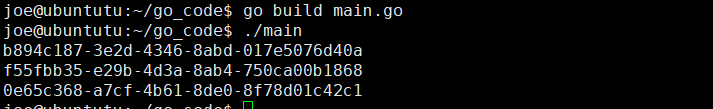 joe@ubuntutu:~/go_code$ go build main.go
joe@ubuntutu:~/go_code$ ./main
b894c187-3e2d-4346-8abd-017e5076d40a
f55fbb35-e29b-4d3a-8ab4-750ca00b1868
0e65c368-a7cf-4b61-8de0-8f78d01c42c1
joe@ubuntutu:~/go_code$